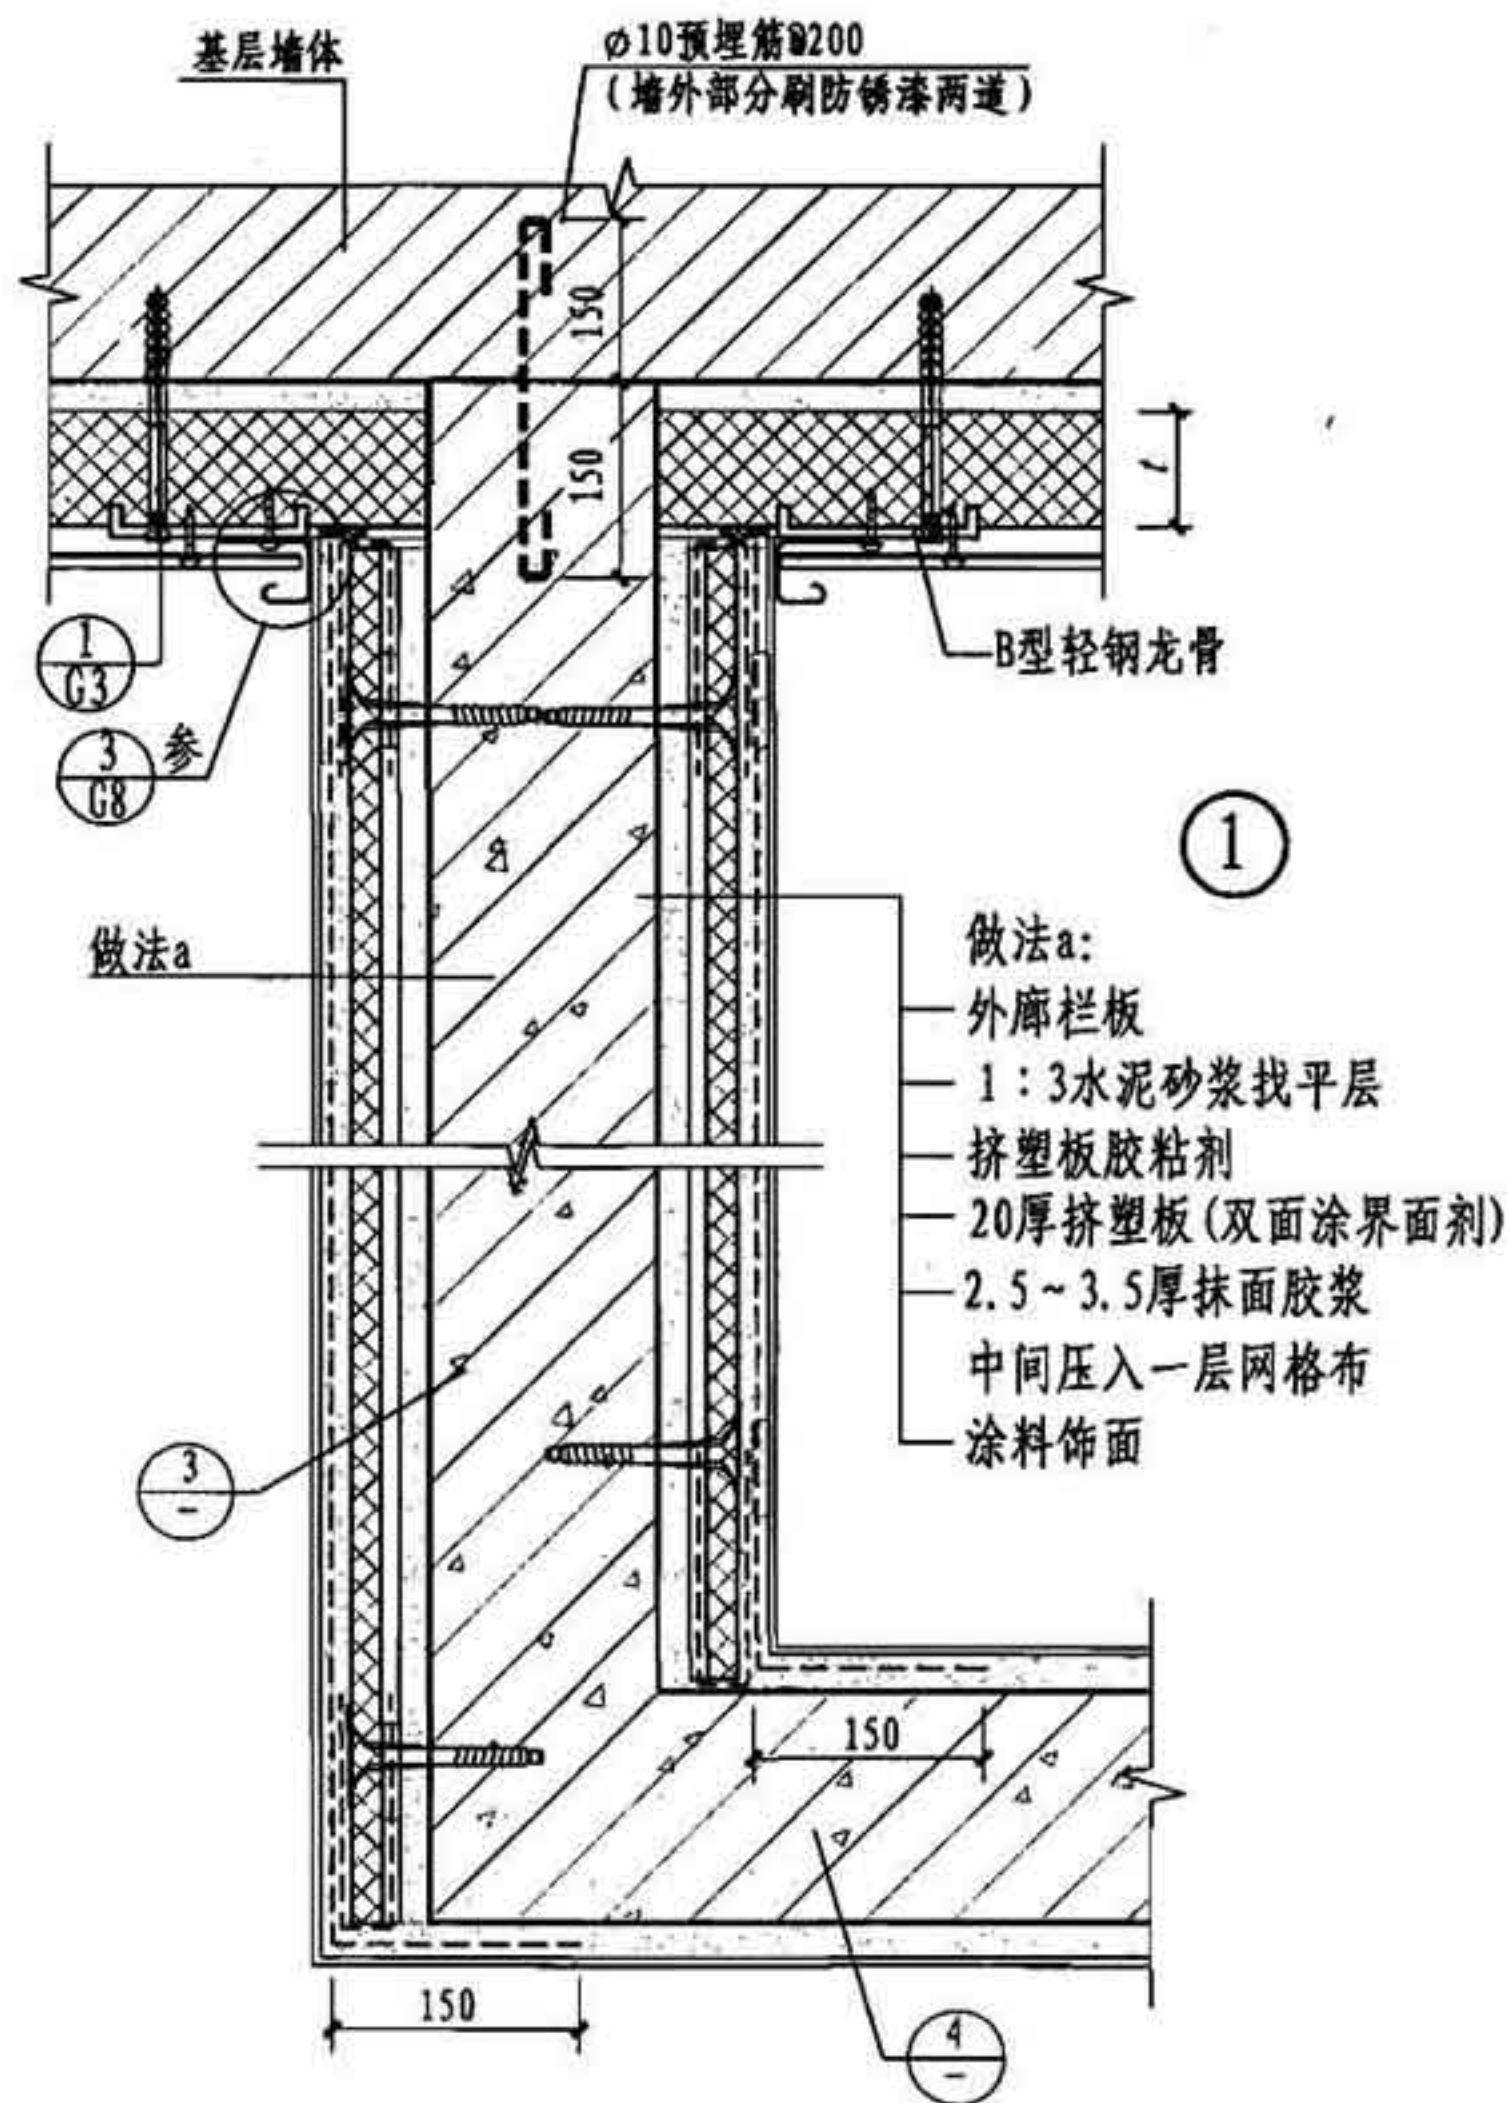 基层墙体
ø10预埋筋@200
(墙外部分刷防锈漆两道)
150
150
t
1
G3
3
G8
参
B型轻钢龙骨
1
做法a
做法a:
外廊栏板
1:3水泥砂浆找平层
挤塑板胶粘剂
20厚挤塑板(双面涂界面剂)
2.5~3.5厚抹面胶浆
中间压入一层网格布
涂料饰面
3
-
150
150
4
-